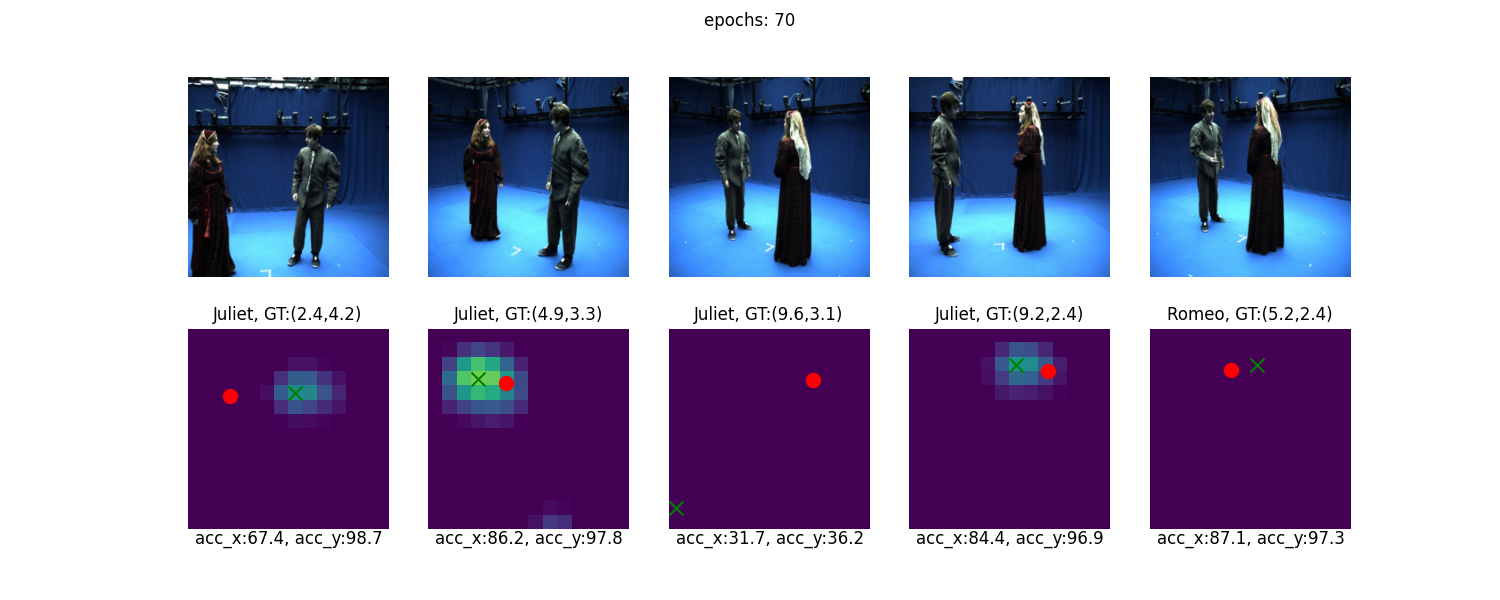 epochs: 70
Juliet, GT:(2.4,4.2)
Juliet, GT:(4.9,3.3)
Juliet, GT:(9.6,3.1)
Juliet, GT:(9.2,2.4)
Romeo, GT:(5.2,2.4)
acc_x:67.4, acc_y:98.7
acc_x:86.2, acc_y:97.8
acc_x:31.7, acc_y:36.2
acc_x:84.4, acc_y:96.9
acc_x:87.1, acc_y:97.3